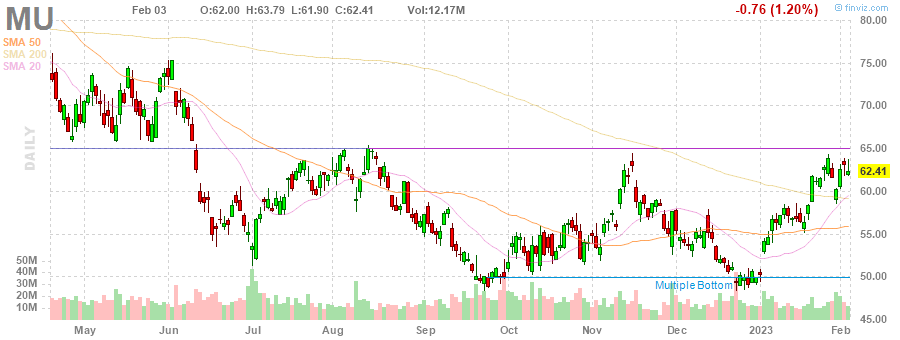 MU Feb 03 O:62.00 H:63.79 L:61.90 C:62.41 Vol:12.17M -0.76 (1.20%) © finviz.com
80.00
SMA 50
SMA 200
SMA 20
75.00
70.00
DAILY
65.00
62.41
60.00
55.00
50M
40M
30M
20M
10M
50.00
Multiple Bottom
45.00
May Jun Jul Aug Sep Oct Nov Dec 2023 Feb